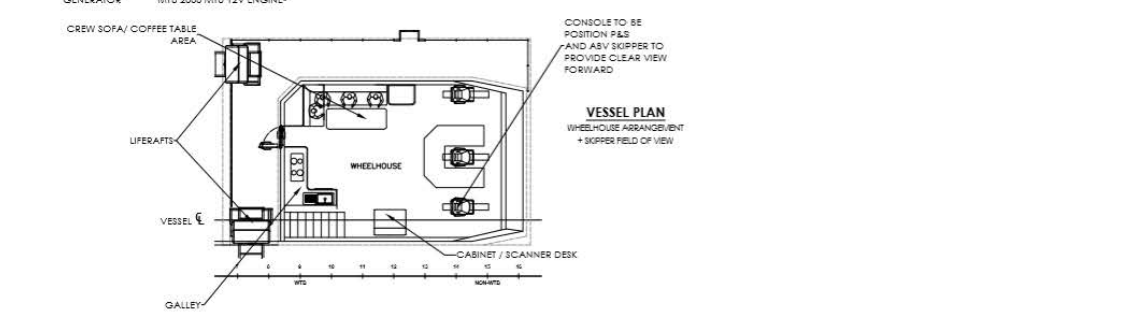 GENERATOR
CREW SOFA/ COFFEE TABLE
AREA
CONSOLE TO BE
POSITION P&S
AND ABV SKIPPER TO
PROVIDE CLEAR VIEW
FORWARD
VESSEL PLAN
WHEELHOUSE ARRANGEMENT
+ SKIPPER FIELD OF VIEW
LIFERAFTS
WHEELHOUSE
VESSEL ℄
CABINET / SCANNER DESK
10 11 12 13 14 15 16
WTD NON-WTD
GALLEY